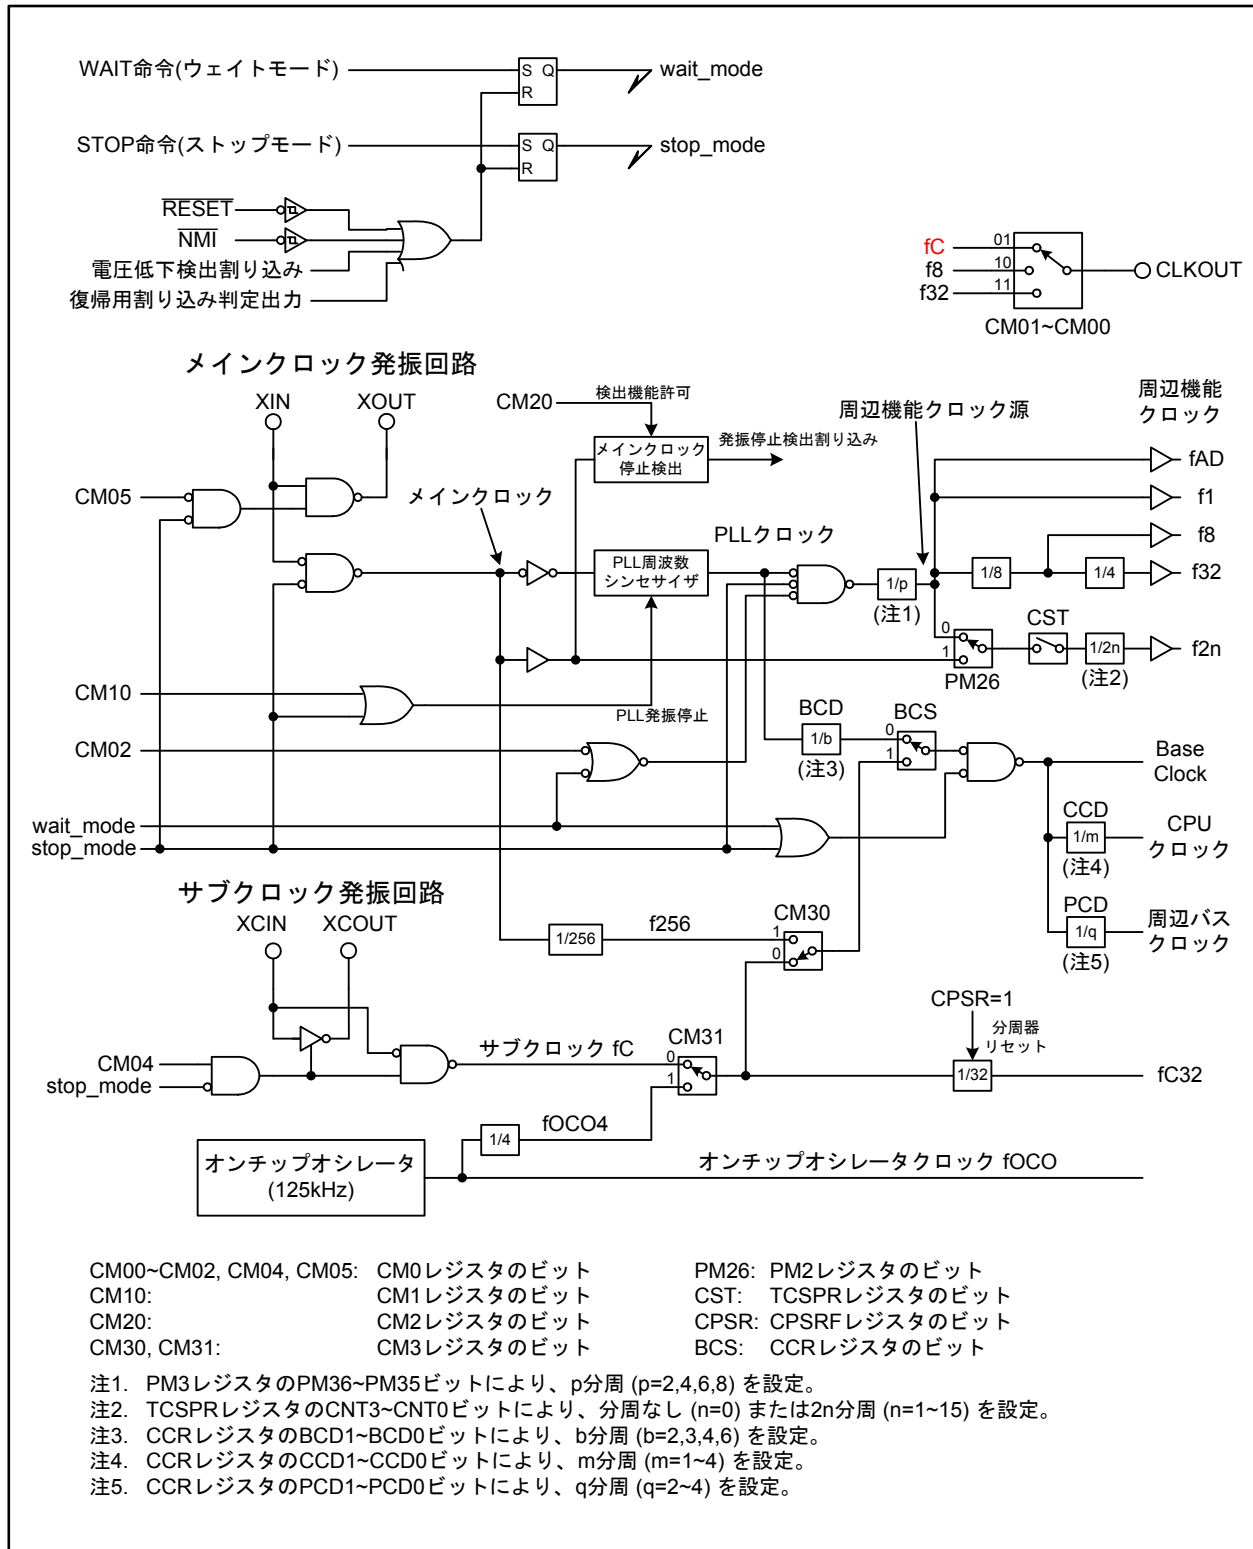 WAIT命令(ウェイトモード)
S Q
R
wait_mode
STOP命令(ストップモード)
S Q
R
stop_mode
RESET
NMI
電圧低下検出割り込み
復帰用割り込み判定出力
fC
f8
f32
01
10
11
CLKOUT
CM01~CM00
メインクロック発振回路
XIN
XOUT
CM20
検出機能許可
メインクロック
停止検出
発振停止検出割り込み
周辺機能クロック源
周辺機能
クロック
fAD
f1
f8
f32
f2n
CM05
メインクロック
PLL周波数
シンセサイザ
PLLクロック
1/p
(注1)
1/8
1/4
0
1
PM26
CST
1/2n
(注2)
CM10
PLL発振停止
CM02
BCD
1/b
(注3)
BCS
0
1
Base
Clock
wait_mode
stop_mode
CCD
1/m
(注4)
CPU
クロック
PCD
1/q
(注5)
周辺バス
クロック
サブクロック発振回路
XCIN
XCOUT
1/256
f256
CM30
1
0
CM04
stop_mode
サブクロック fC
CM31
0
1
CPSR=1
分周器
リセット
1/32
fC32
1/4
fOCO4
オンチップオシレータ
(125kHz)
オンチップオシレータクロック fOCO
CM00~CM02, CM04, CM05: CM0レジスタのビット
CM10: CM1レジスタのビット
CM20: CM2レジスタのビット
CM30, CM31: CM3レジスタのビット
PM26: PM2レジスタのビット
CST: TCSPRレジスタのビット
CPSR: CPSRFレジスタのビット
BCS: CCRレジスタのビット
注1. PM3レジスタのPM36~PM35ビットにより、p分周 (p=2,4,6,8) を設定。
注2. TCSPRレジスタのCNT3~CNT0ビットにより、分周なし (n=0) または2n分周 (n=1~15) を設定。
注3. CCRレジスタのBCD1~BCD0ビットにより、b分周 (b=2,3,4,6) を設定。
注4. CCRレジスタのCCD1~CCD0ビットにより、m分周 (m=1~4) を設定。
注5. CCRレジスタのPCD1~PCD0ビットにより、q分周 (q=2~4) を設定。